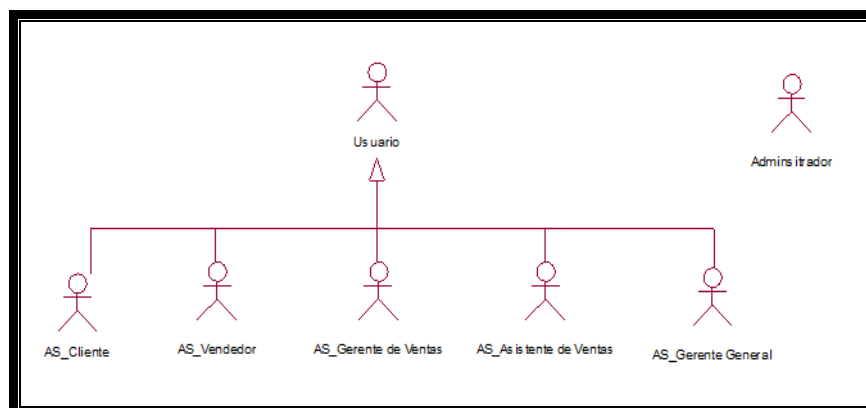 Usuario
Adminsitrador
AS_Cliente
AS_Vendedor
AS_Gerente de Ventas
AS_Asistente de Ventas
AS_Gerente General